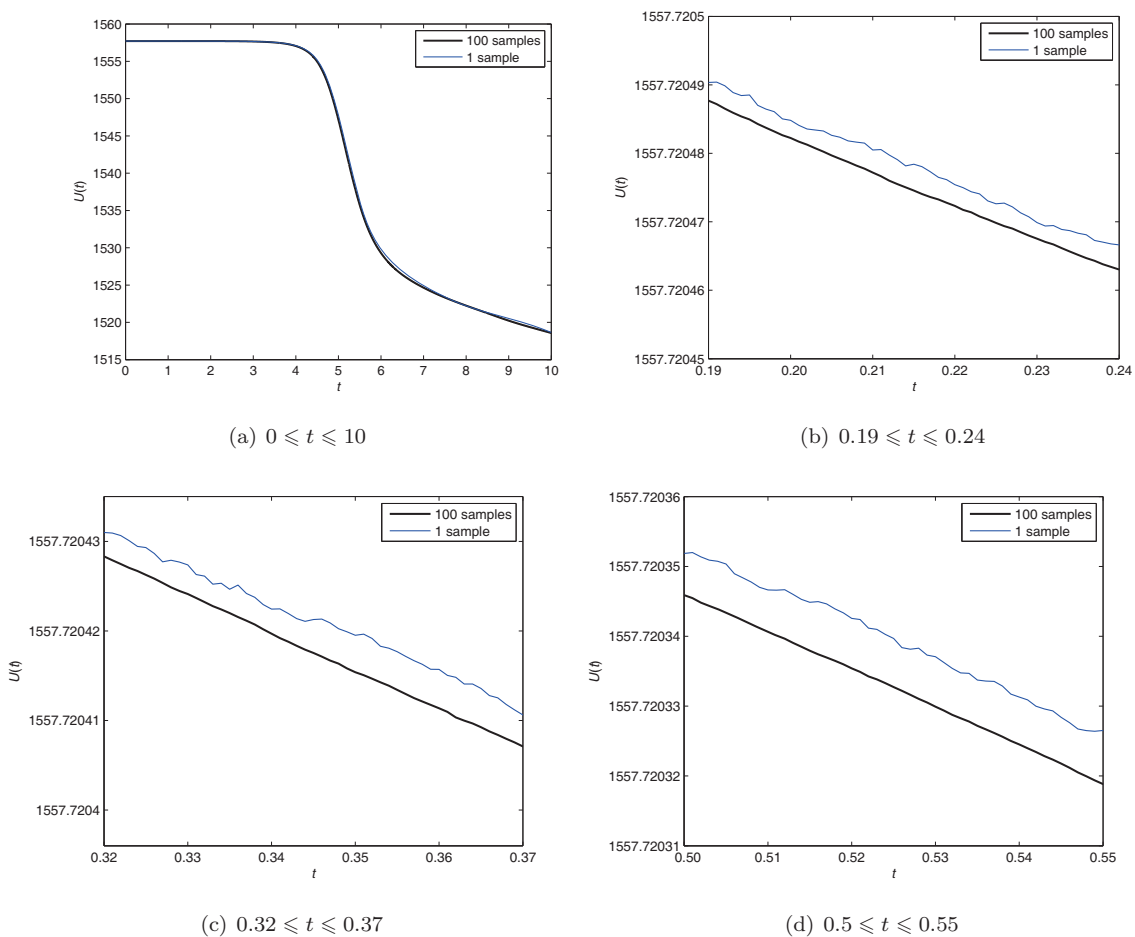 1560
1555
1550
1545
1540
1535
1530
1525
1520
1515
U(t)
0 1 2 3 4 5 6 7 8 9 10
t
100 samples
1 sample
(a) 0 ⩽ t ⩽ 10
1557.7205
1557.72049
1557.72048
1557.72047
1557.72046
1557.72045
U(t)
0.19 0.20 0.21 0.22 0.23 0.24
t
100 samples
1 sample
(b) 0.19 ⩽ t ⩽ 0.24
1557.72043
1557.72042
1557.72041
1557.7204
U(t)
0.32 0.33 0.34 0.35 0.36 0.37
t
100 samples
1 sample
(c) 0.32 ⩽ t ⩽ 0.37
1557.72036
1557.72035
1557.72034
1557.72033
1557.72032
1557.72031
U(t)
0.50 0.51 0.52 0.53 0.54 0.55
t
100 samples
1 sample
(d) 0.5 ⩽ t ⩽ 0.55